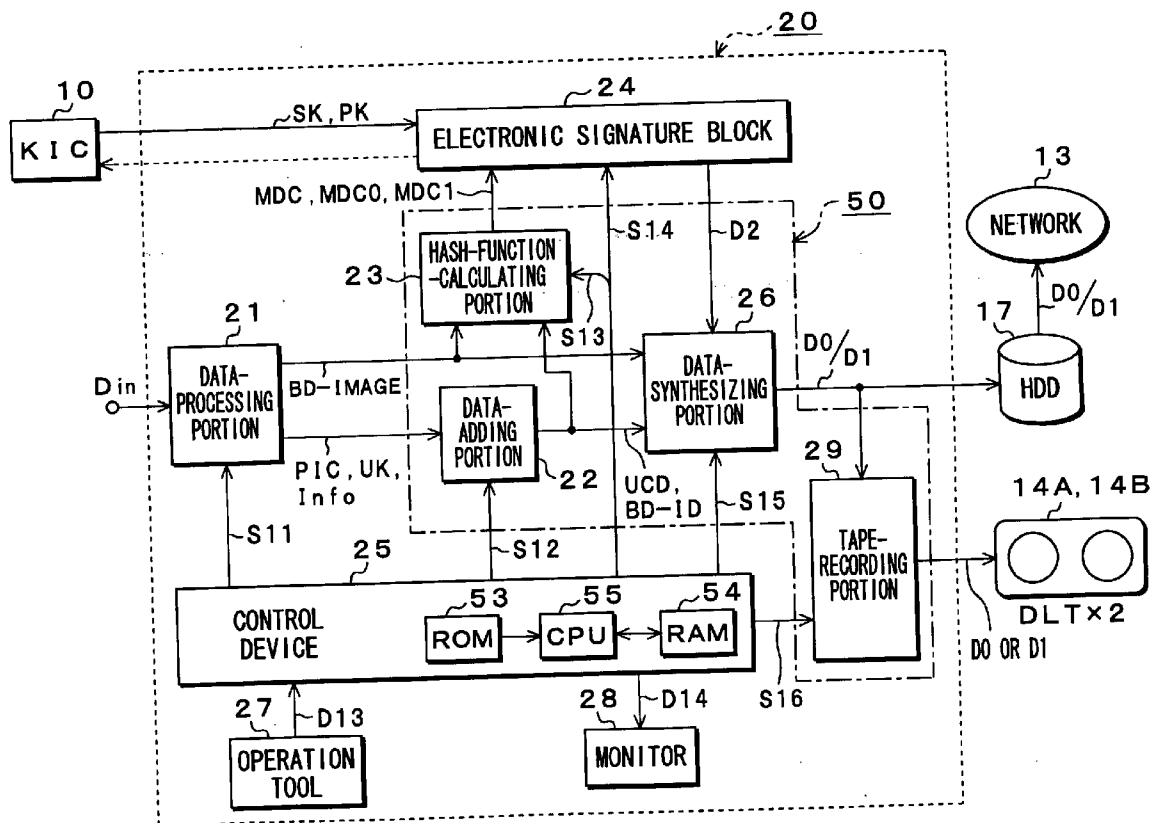 20
10
KIC
SK, PK
24
ELECTRONIC SIGNATURE BLOCK
13
NETWORK
MDC, MDC0, MDC1
S14
D2
50
23
HASH-FUNCTION
-CALCULATING
PORTION
S13
26
DATA-
SYNTHESIZING
PORTION
D0/
D1
17
D0/
D1
HDD
21
Din
DATA-
PROCESSING
PORTION
BD-IMAGE
DATA-
ADDING
PORTION
22
PIC, UK,
Info
UCD,
BD-ID
29
TAPE-
RECORDING
PORTION
14A, 14B
DLT×2
D0 OR D1
S11
S12
S15
25
CONTROL
DEVICE
53
ROM
55
CPU
54
RAM
S16
27
D13
OPERATION
TOOL
28
D14
MONITOR